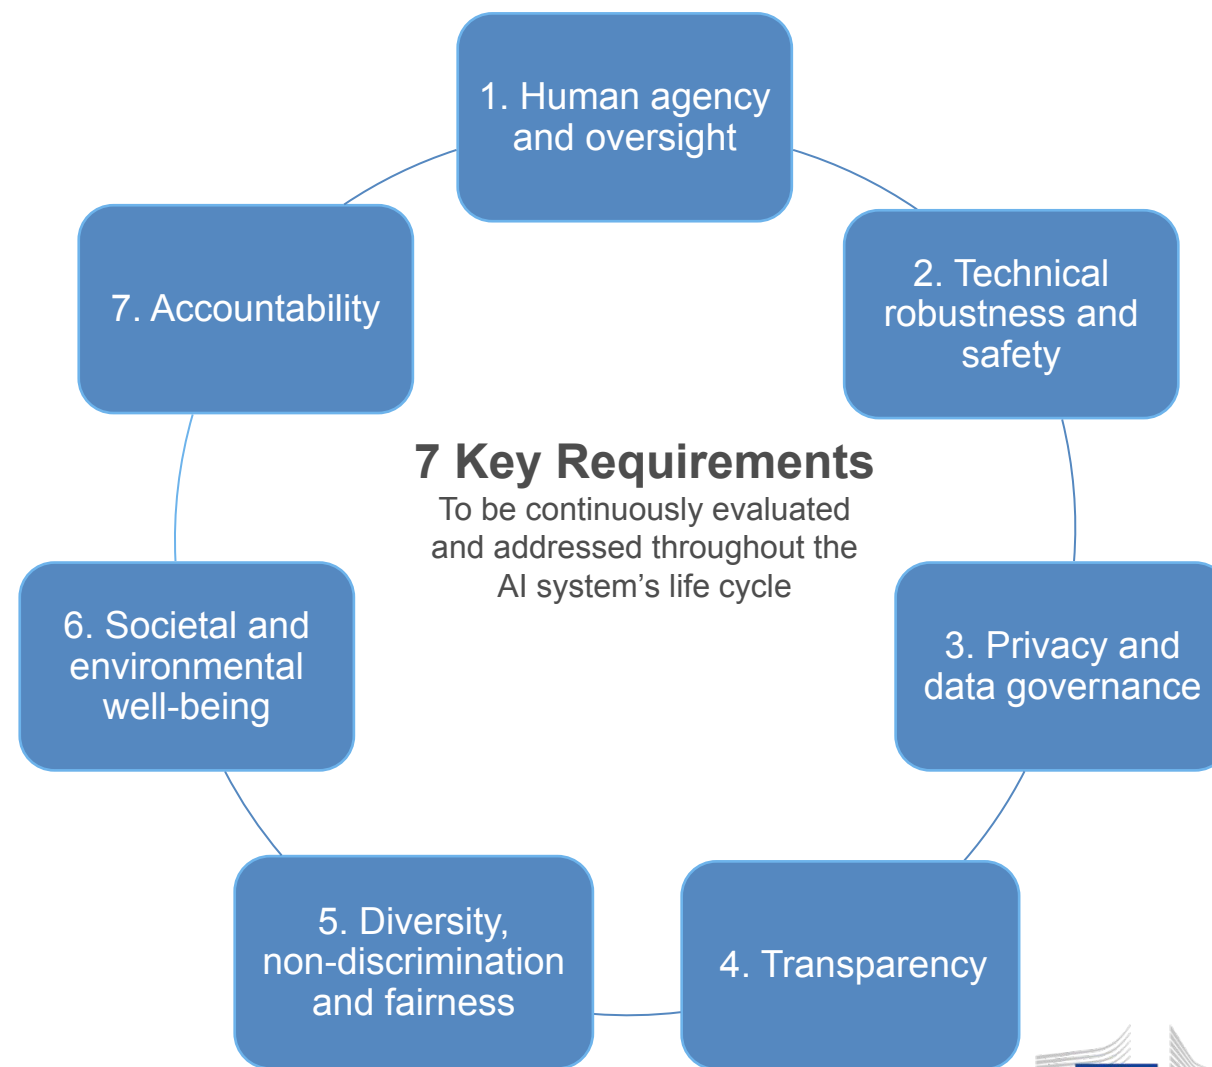 1. Human agency
and oversight
2. Technical
robustness and
safety
3. Privacy and
data governance
4. Transparency
5. Diversity,
non-discrimination
and fairness
6. Societal and
environmental
well-being
7. Accountability
7 Key Requirements
To be continuously evaluated
and addressed throughout the
AI system’s life cycle